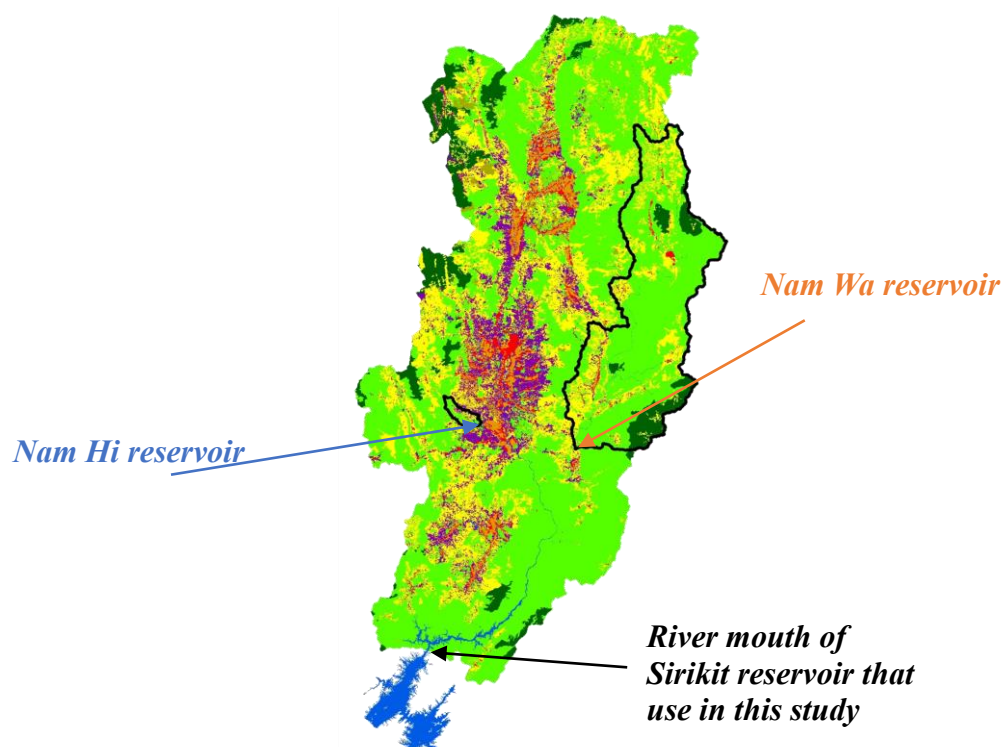 Nam Wa reservoir
Nam Hi reservoir
River mouth of
Sirikit reservoir that
use in this study